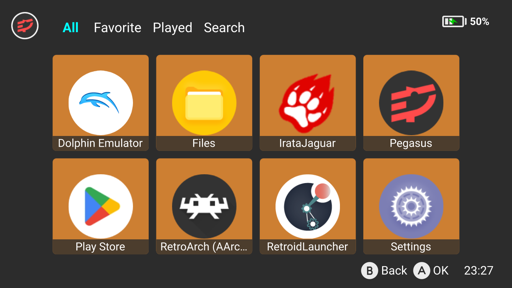 All Favorite Played Search 50%
Dolphin Emulator Files IrataJaguar Pegasus
Play Store RetroArch (AArc... RetroidLauncher Settings
B Back A OK 23:27